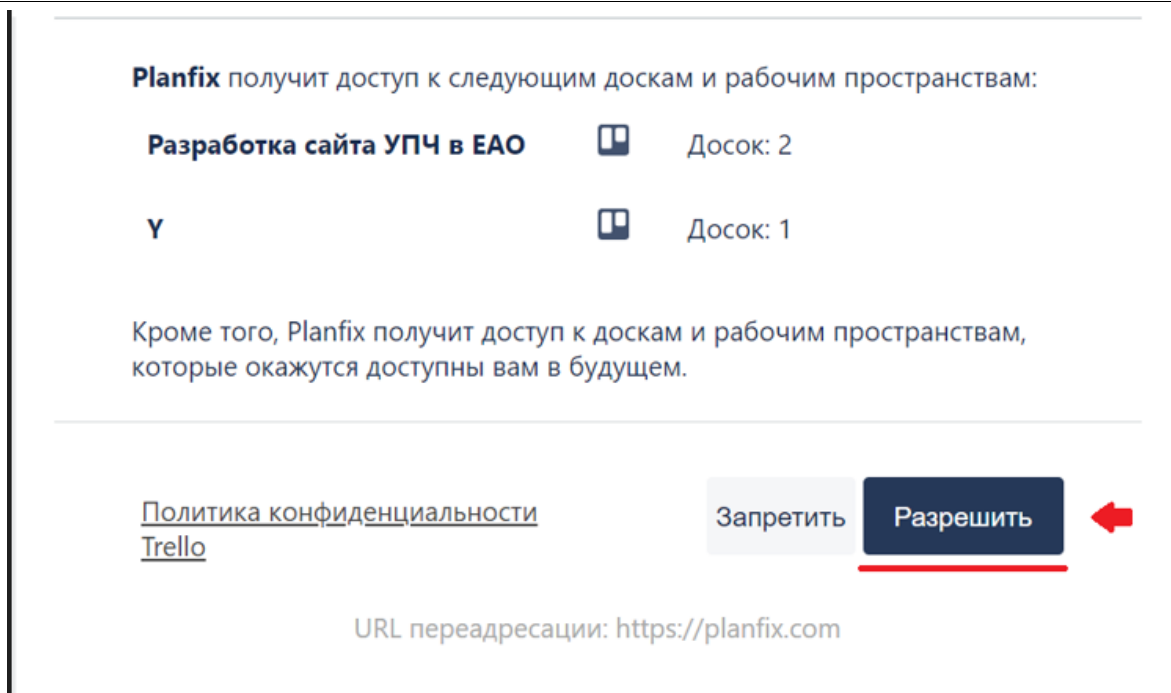 Planfix получит доступ к следующим доскам и рабочим пространствам:
Разработка сайта УПЧ в ЕАО Досок: 2
Y Досок: 1
Кроме того, Planfix получит доступ к доскам и рабочим пространствам,
которые окажутся доступны вам в будущем.
Политика конфиденциальности
Trello
Запретить Разрешить
URL переадресации: https://planfix.com